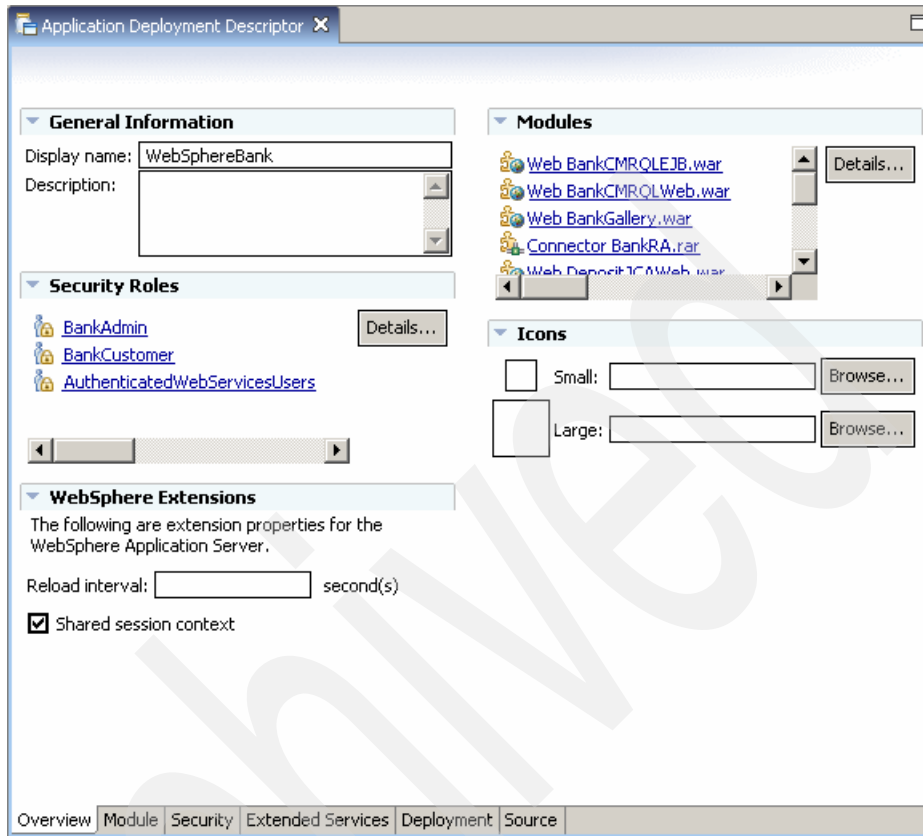 Application Deployment Descriptor
General Information
Display name: WebSphereBank
Description:
Security Roles
BankAdmin
BankCustomer
AuthenticatedWebServicesUsers
Details...
WebSphere Extensions
The following are extension properties for the
WebSphere Application Server.
Reload interval: second(s)
Shared session context
Modules
Web BankCMRQLEJB.war
Web BankCMRQLWeb.war
Web BankGallery.war
Connector BankRA.rar
Web DepositJCAWeb.war
Details...
Icons
Small: Browse...
Large: Browse...
Overview Module Security Extended Services Deployment Source